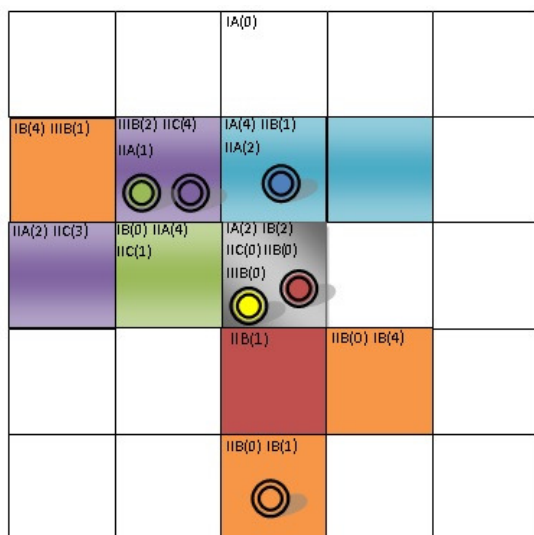 IA(0)
IB(4) IIIB(1)
IIIB(2) IIC(4)
IIA(1)
IA(4) IIB(1)
IIA(2)
IIA(2) IIC(3)
IB(0) IIA(4)
IIC(1)
IA(2) IB(2)
IIC(0) IIB(0)
IIIB(0)
IIB(1)
IIB(0) IB(4)
IIB(0) IB(1)